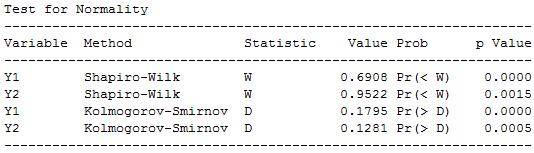 Test for Normality
--------------------------------------------------------------------
Variable  Method              Statistic    Value Prob      p Value
--------------------------------------------------------------------
Y1        Shapiro-Wilk        W           0.6908 Pr(< W)    0.0000
Y2        Shapiro-Wilk        W           0.9522 Pr(< W)    0.0015
Y1        Kolmogorov-Smirnov  D           0.1795 Pr(> D)    0.0000
Y2        Kolmogorov-Smirnov  D           0.1281 Pr(> D)    0.0005
--------------------------------------------------------------------